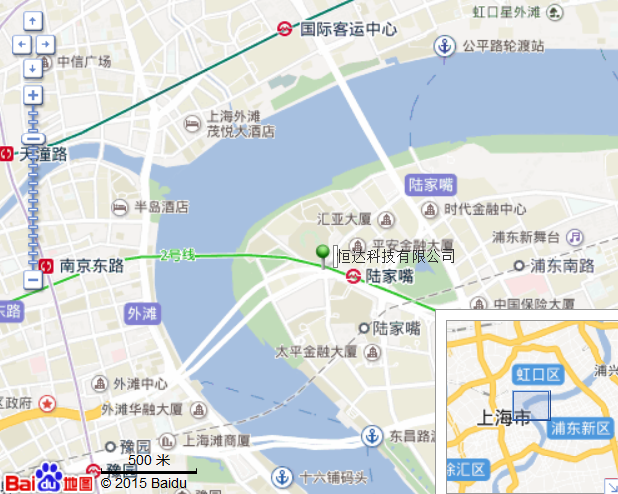 虹口星外滩
国际客运中心
公平路轮渡站
中信广场
上海外滩
茂悦大酒店
天潼路
陆家嘴
半岛酒店
汇亚大厦
时代金融中心
平安金融大厦
浦东新舞台
2号线
恒达科技有限公司
南京东路
陆家嘴
浦东南路
东路
外滩
中国保险大厦
陆家嘴
太平金融大厦
虹口区
浦兴
外滩中心
区政府
外滩华融大厦
上海市
浦东新区
豫园
上海滩商厦
东昌路
500 米
豫园
徐汇区
十六铺码头
Bai du 地图
© 2015 Baidu